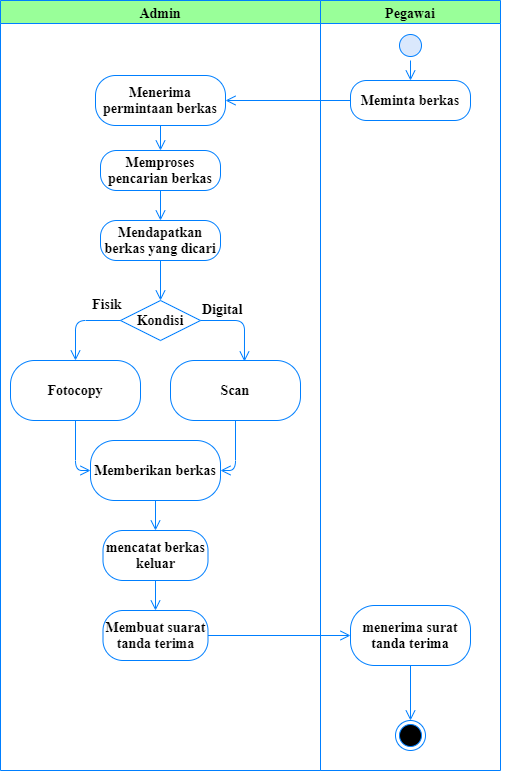 Admin
Pegawai
Menerima
permintaan berkas
Meminta berkas
Memproses
pencarian berkas
Mendapatkan
berkas yang dicari
Fisik
Kondisi
Digital
Fotocopy
Scan
Memberikan berkas
mencatat berkas
keluar
Membuat suarat
tanda terima
menerima surat
tanda terima